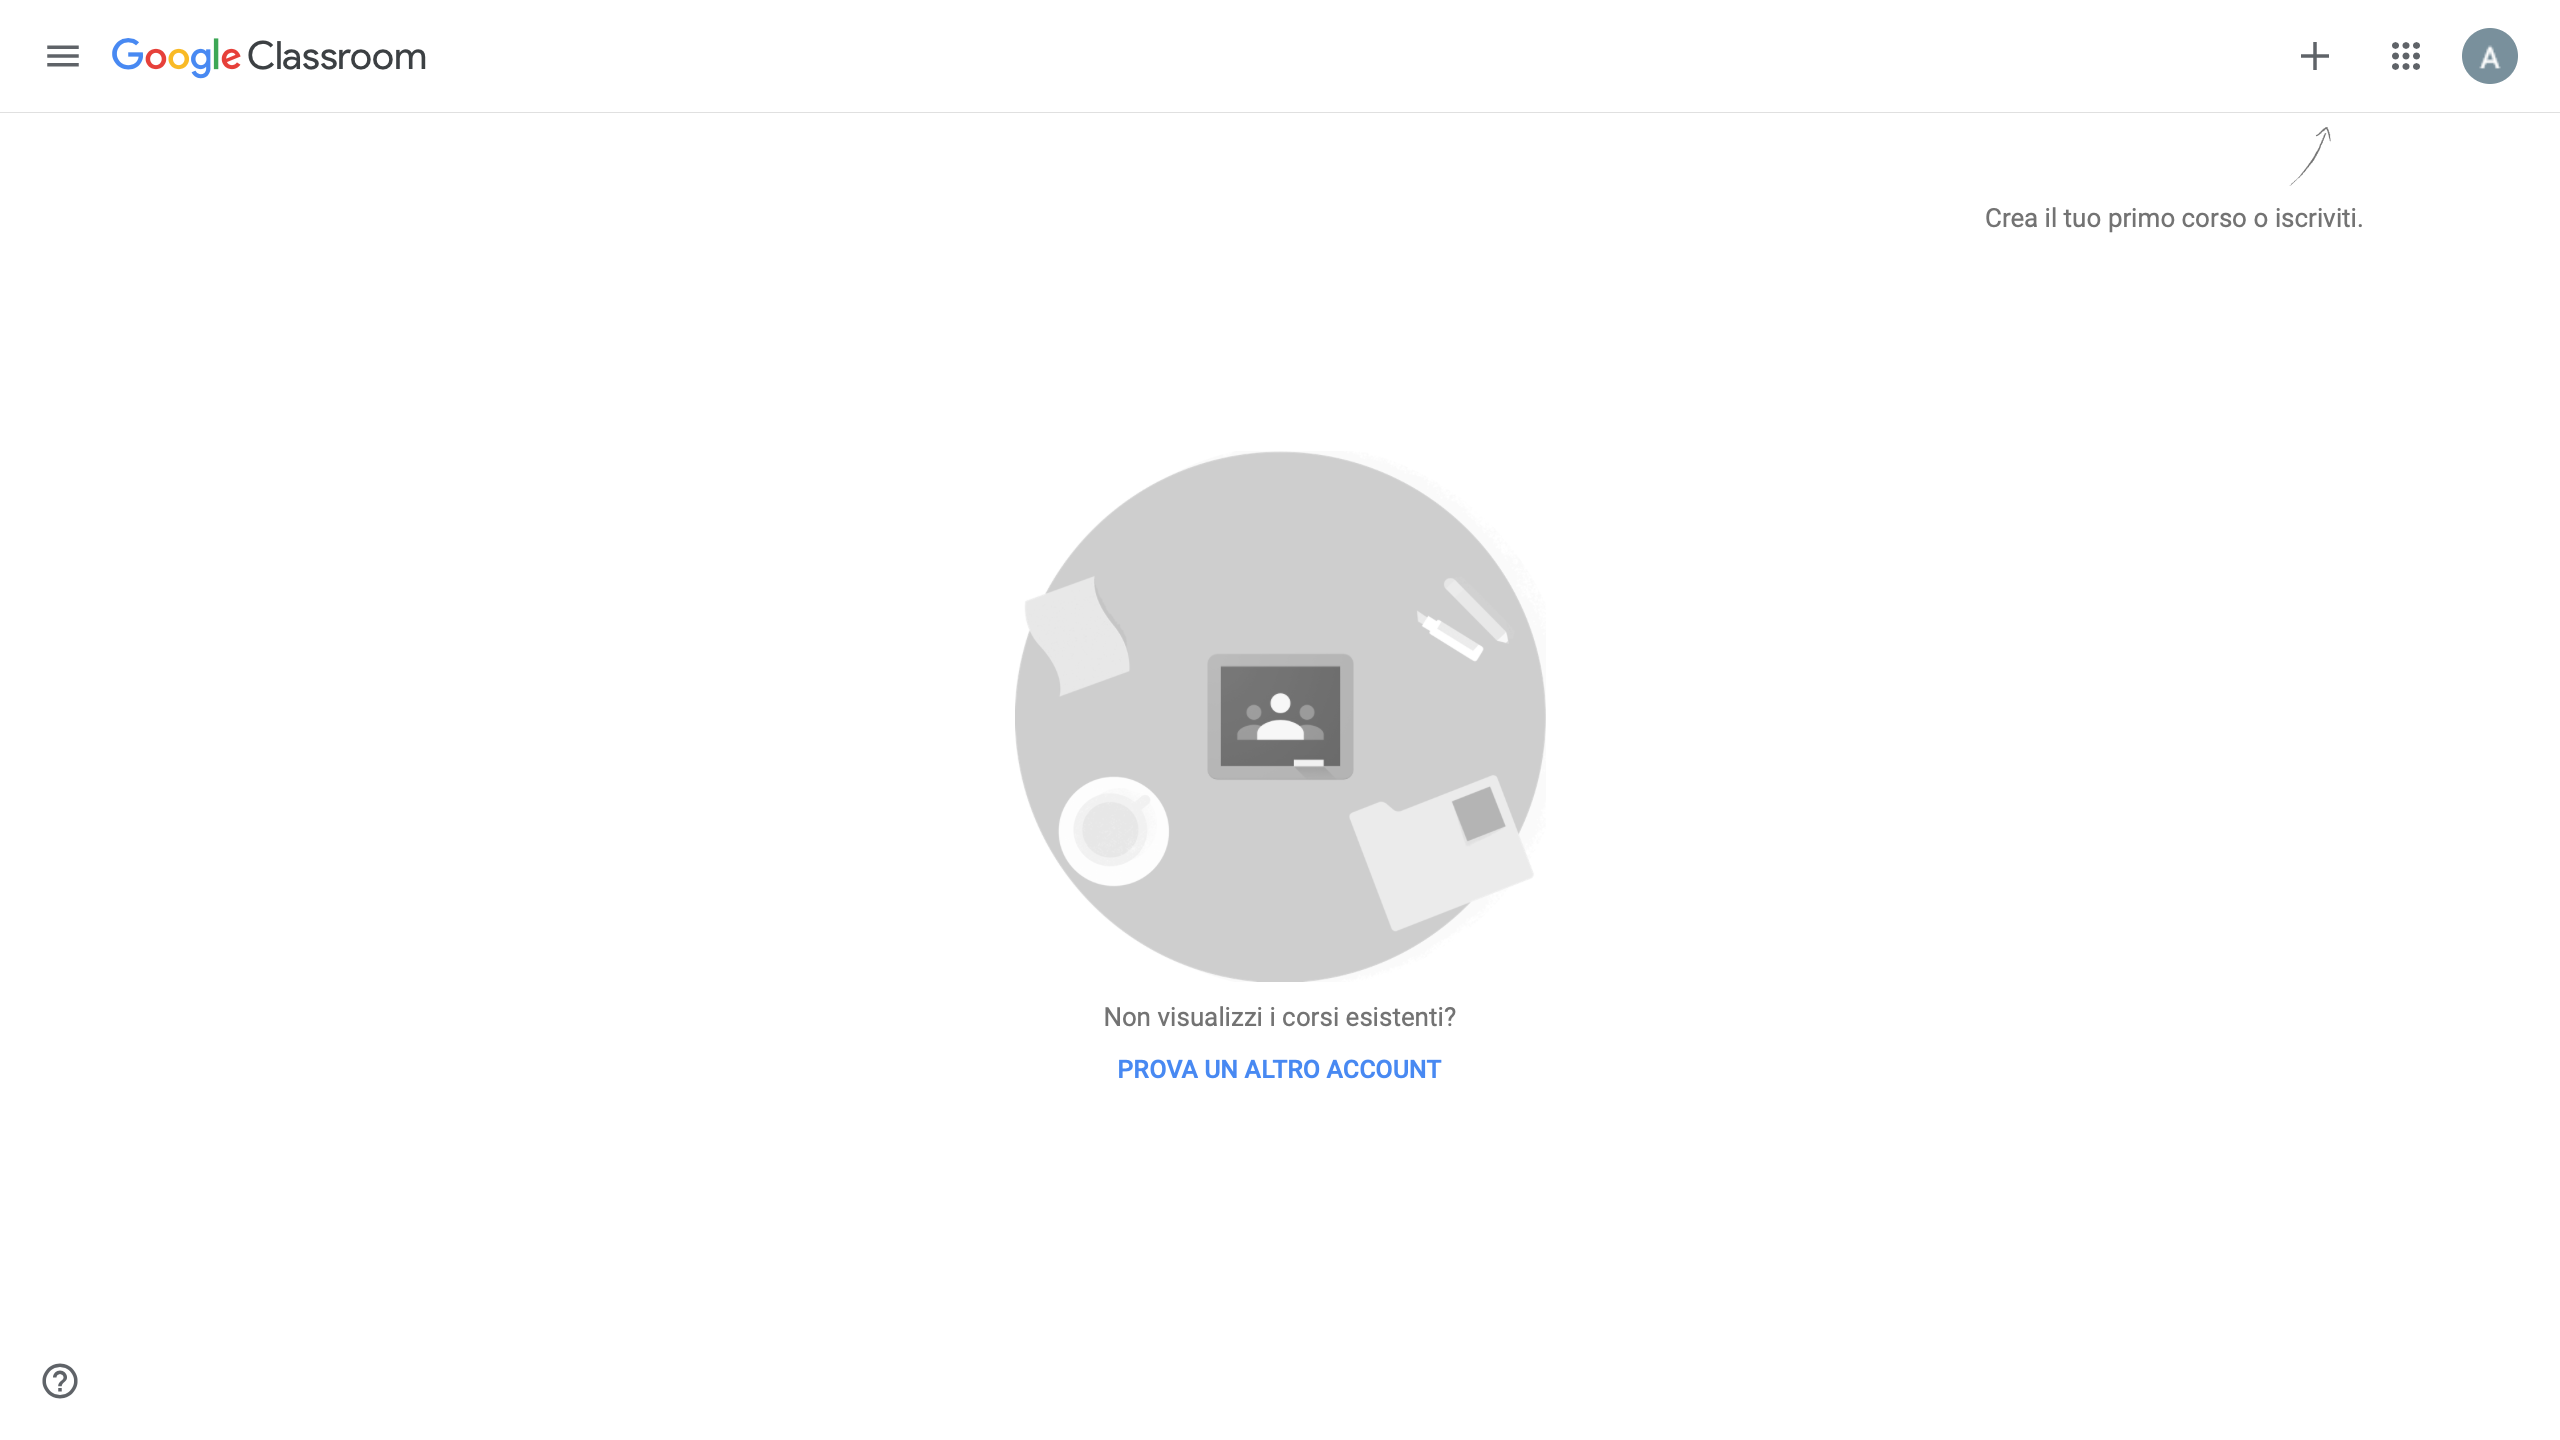 Google Classroom
A
Crea il tuo primo corso o iscriviti.
Non visualizzi i corsi esistenti?
PROVA UN ALTRO ACCOUNT
?